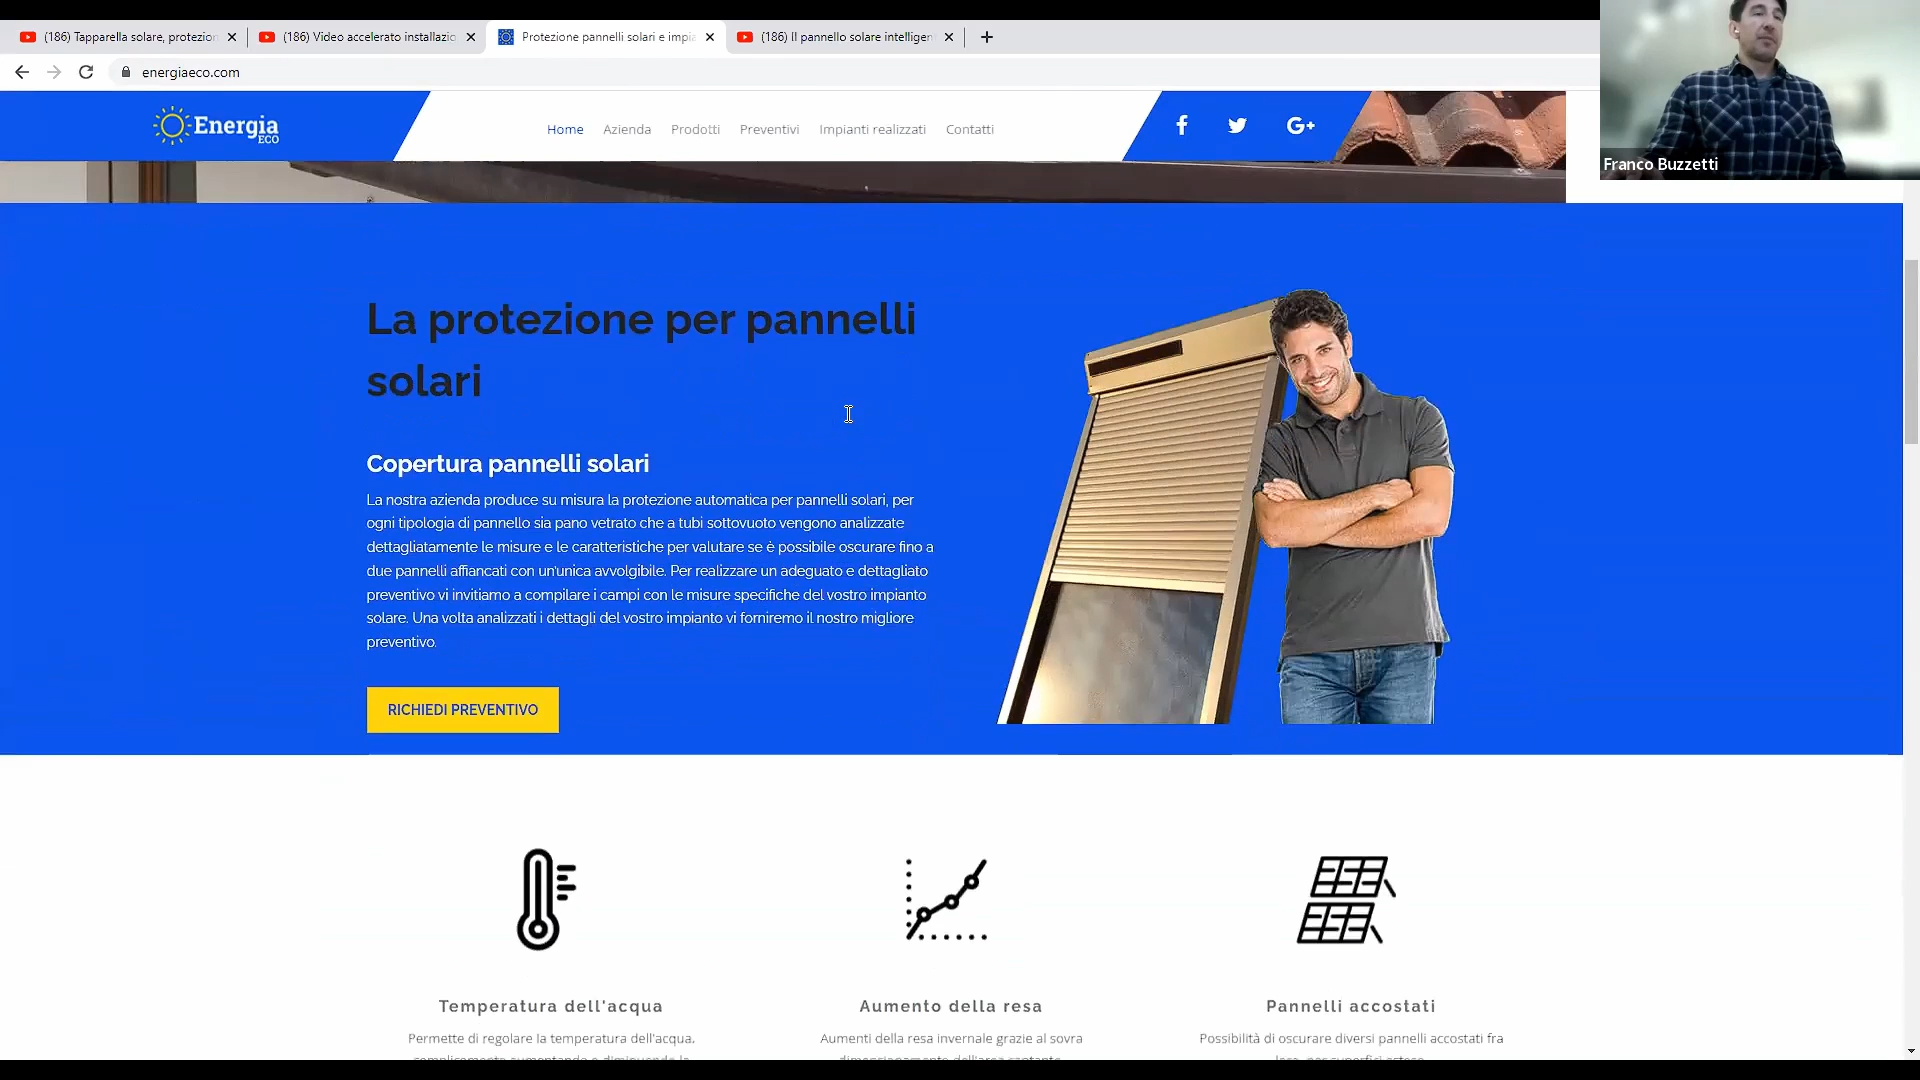 (186) Tapparella solare, protezion
(186) Video accelerato installazio
Protezione pannelli solari e impia
(186) Il pannello solare intelligen
energiaeco.com
Energia
ECO
Home
Azienda
Prodotti
Preventivi
Impianti realizzati
Contatti
G+
Franco Buzzetti
La protezione per pannelli
solari
Copertura pannelli solari
La nostra azienda produce su misura la protezione automatica per pannelli solari, per
ogni tipologia di pannello sia pano vetrato che a tubi sottovuoto vengono analizzate
dettagliatamente le misure e le caratteristiche per valutare se è possibile oscurare fino a
due pannelli affiancati con un'unica avvolgibile. Per realizzare un adeguato e dettagliato
preventivo vi invitiamo a compilare i campi con le misure specifiche del vostro impianto
solare. Una volta analizzati i dettagli del vostro impianto vi forniremo il nostro migliore
preventivo.
RICHIEDI PREVENTIVO
Temperatura dell'acqua
Permette di regolare la temperatura dell'acqua.
Aumento della resa
Aumenti della resa invernale grazie al sovra
Pannelli accostati
Possibilità di oscurare diversi pannelli accostati fra